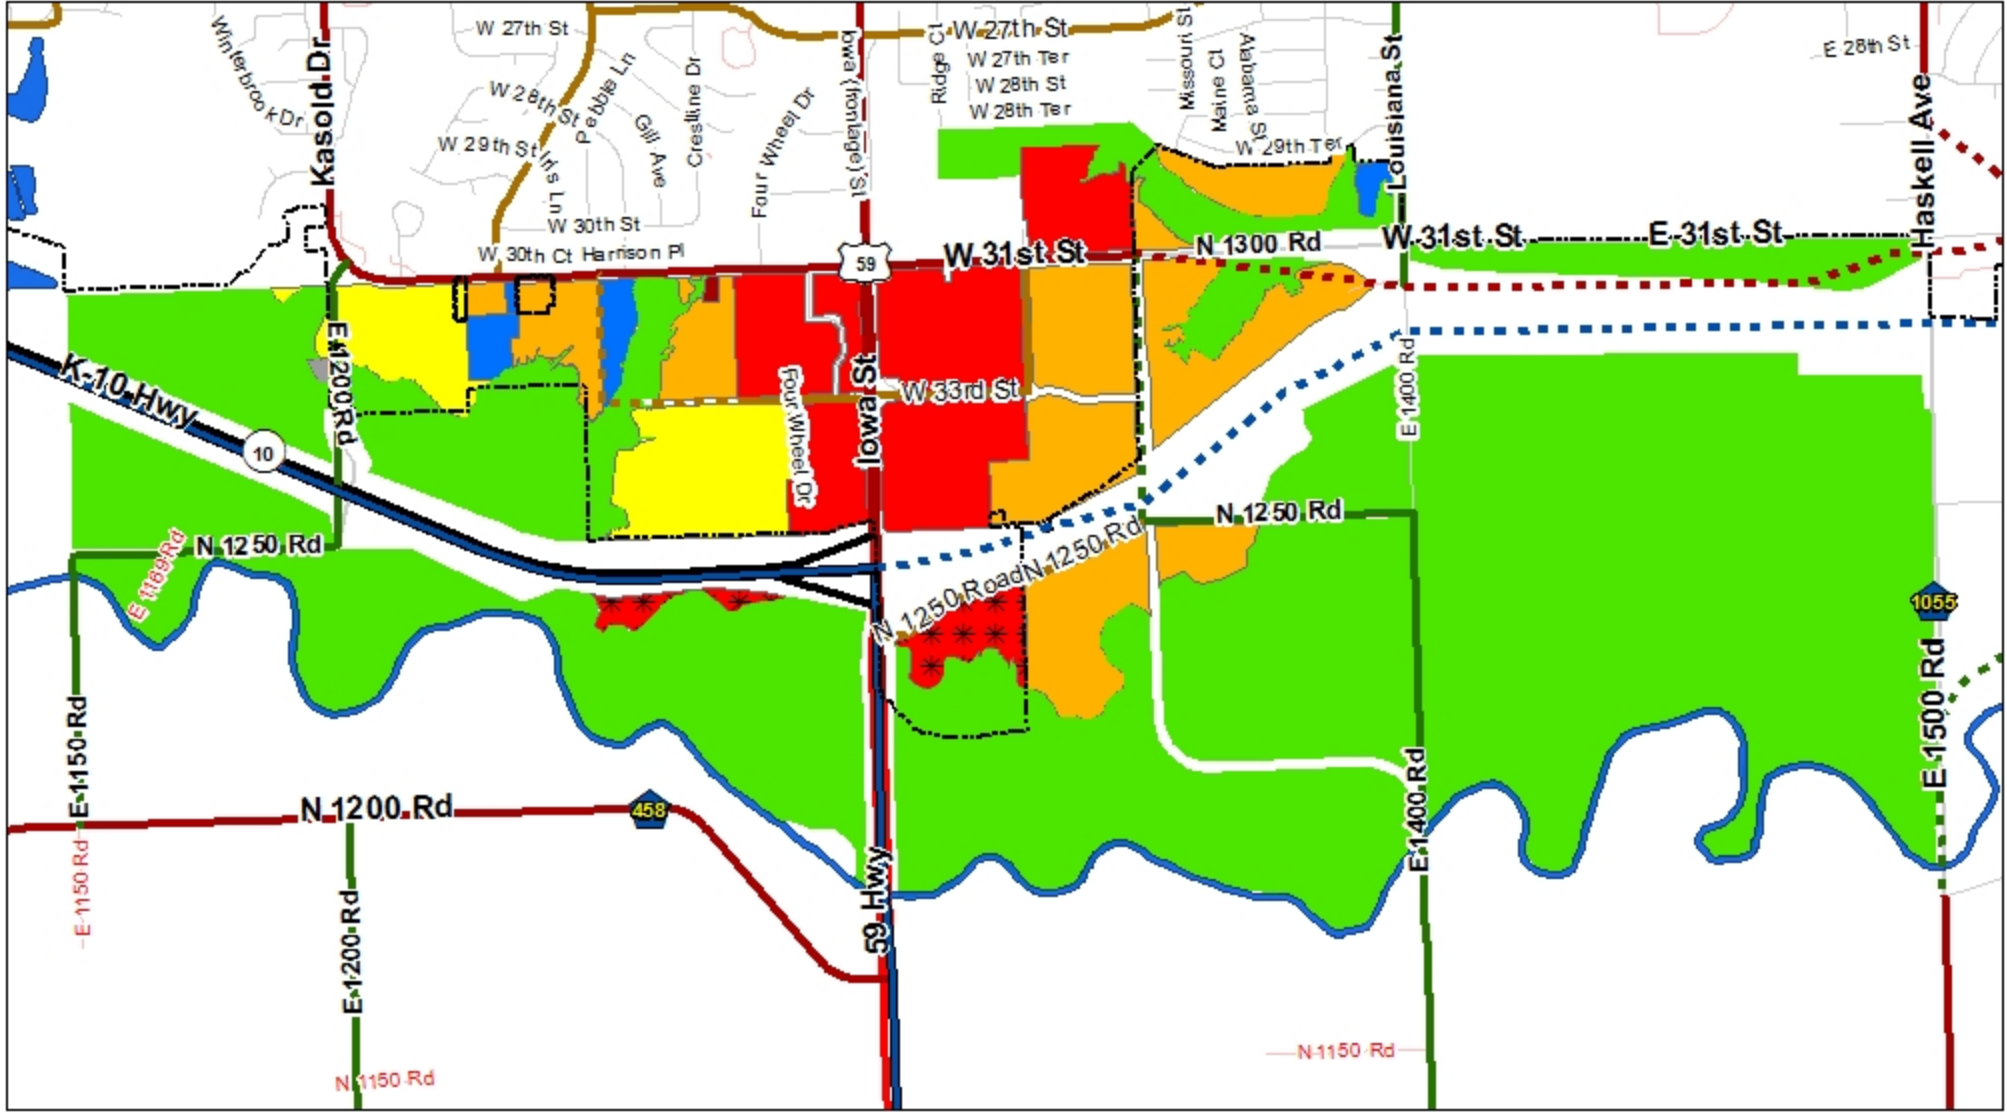 W 27th St
W 27th St
E 28th St
Winterbrook Dr
Kasold Dr
Pebble Ln
Crestline Dr
Iowa (frontage) St
Ridge Ct
W 27th Ter
W 28th St
W 28th Ter
Missouri St
Maine Ct
Alabama St
Louisiana St
Haskell Ave
W 28th St
Gill Ave
Four Wheel Dr
W 29th St
Iris Ln
W 29th Ter
W 30th St
W 30th Ct
Harrison Pl
59
W 31st St
N 1300 Rd
W 31st St
E 31st St
E 1200 Rd
K-10 Hwy
10
Four Wheel Dr
Iowa St
W 33rd St
E 1400 Rd
N 1250 Rd
E 1169 Rd
N 1250 Rd
N 1250 Rd
N 1250 Road
1055
E 1150 Rd
N 1200 Rd
458
E 1400 Rd
E 1500 Rd
E 1150 Rd
E 1200 Rd
59 Hwy
N 1150 Rd
N 1150 Rd